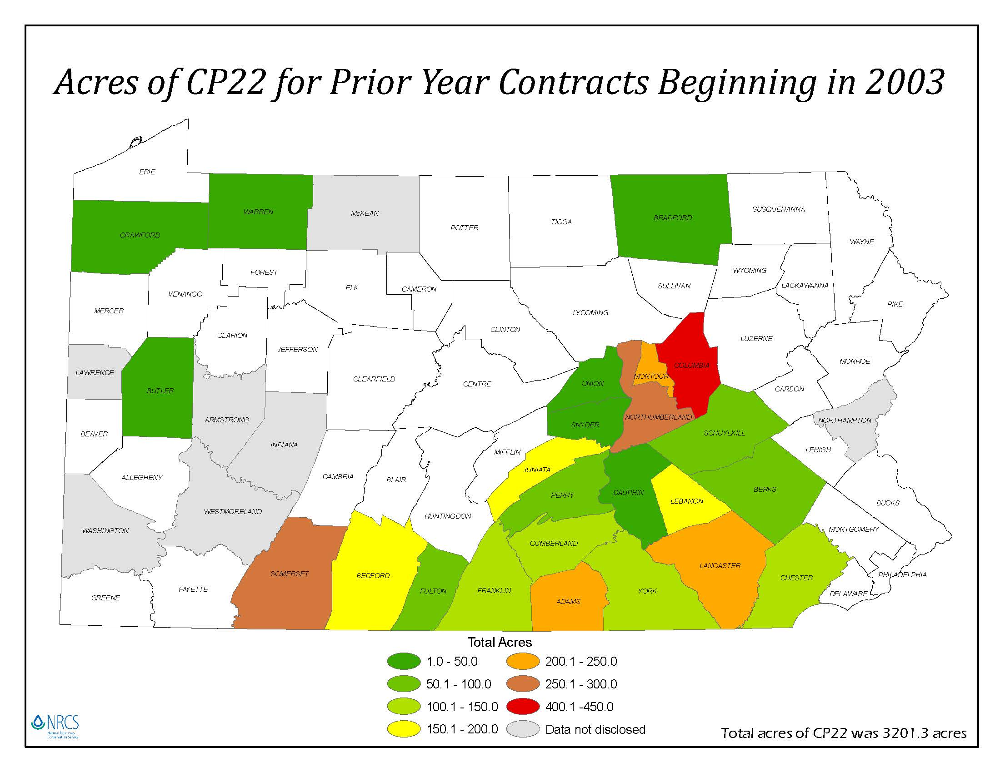 Acres of CP22 for Prior Year Contracts Beginning in 2003
ERIE
WARREN
McKEAN
POTTER
TIOGA
BRADFORD
SUSQUEHANNA
WAYNE
CRAWFORD
FOREST
WYOMING
LACKAWANNA
VENANGO
ELK
CAMERON
SULLIVAN
PIKE
MERCER
LYCOMING
CLARION
CLINTON
LUZERNE
JEFFERSON
MONROE
COLUMBIA
LAWRENCE
MONTOUR
CLEARFIELD
CENTRE
UNION
CARBON
BUTLER
ARMSTRONG
NORTHUMBERLAND
NORTHAMPTON
SNYDER
BEAVER
SCHUYLKILL
INDIANA
MIFFLIN
LEHIGH
JUNIATA
ALLEGHENY
CAMBRIA
BLAIR
PERRY
DAUPHIN
BERKS
LEBANON
BUCKS
WESTMORELAND
HUNTINGDON
WASHINGTON
MONTGOMERY
CUMBERLAND
LANCASTER
SOMERSET
BEDFORD
CHESTER
PHILADELPHIA
FAYETTE
FULTON
FRANKLIN
YORK
DELAWARE
GREENE
ADAMS
Total Acres
1.0 - 50.0
50.1 - 100.0
100.1 - 150.0
150.1 - 200.0
200.1 - 250.0
250.1 - 300.0
400.1 -450.0
Data not disclosed
NRCS
Natural Resources
Conservation Service
Total acres of CP22 was 3201.3 acres